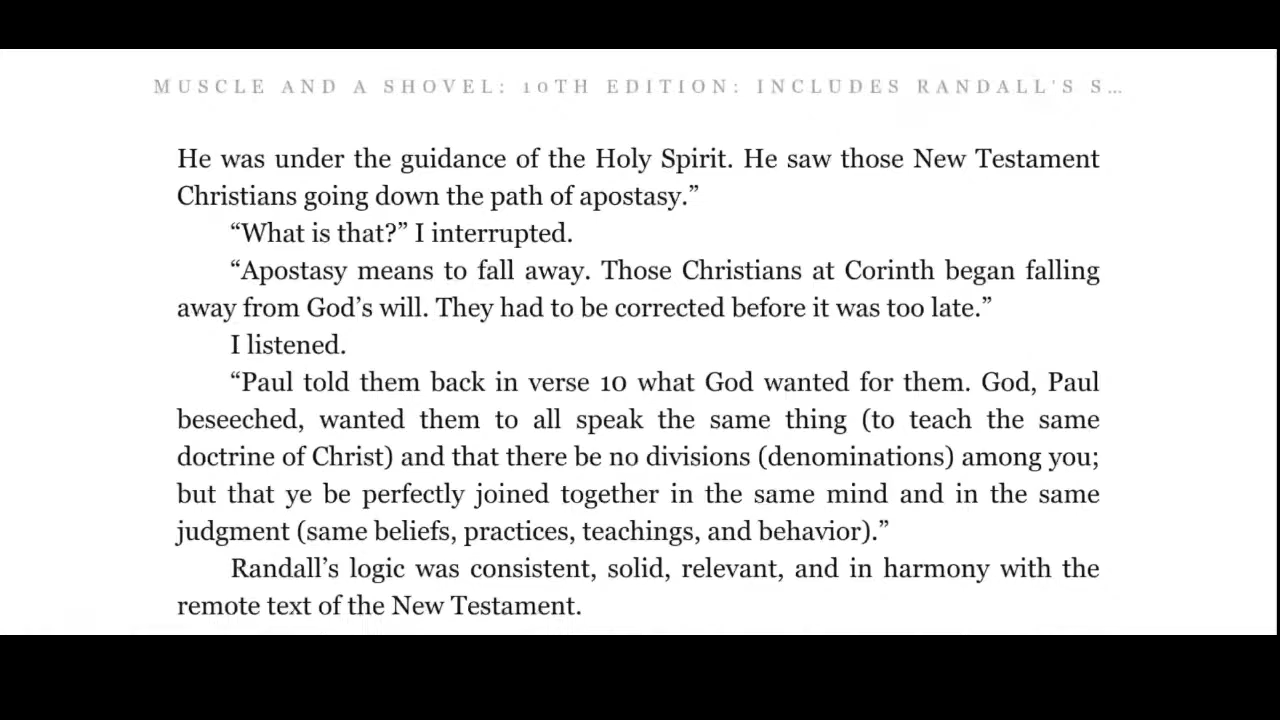 MUSCLE AND A SHOVEL: 10TH EDITION: INCLUDES RANDALL'S S...
He was under the guidance of the Holy Spirit. He saw those New Testament
Christians going down the path of apostasy.”
“What is that?” I interrupted.
“Apostasy means to fall away. Those Christians at Corinth began falling
away from God’s will. They had to be corrected before it was too late.”
I listened.
“Paul told them back in verse 10 what God wanted for them. God, Paul
beseeched, wanted them to all speak the same thing (to teach the same
doctrine of Christ) and that there be no divisions (denominations) among you;
but that ye be perfectly joined together in the same mind and in the same
judgment (same beliefs, practices, teachings, and behavior).”
Randall’s logic was consistent, solid, relevant, and in harmony with the
remote text of the New Testament.